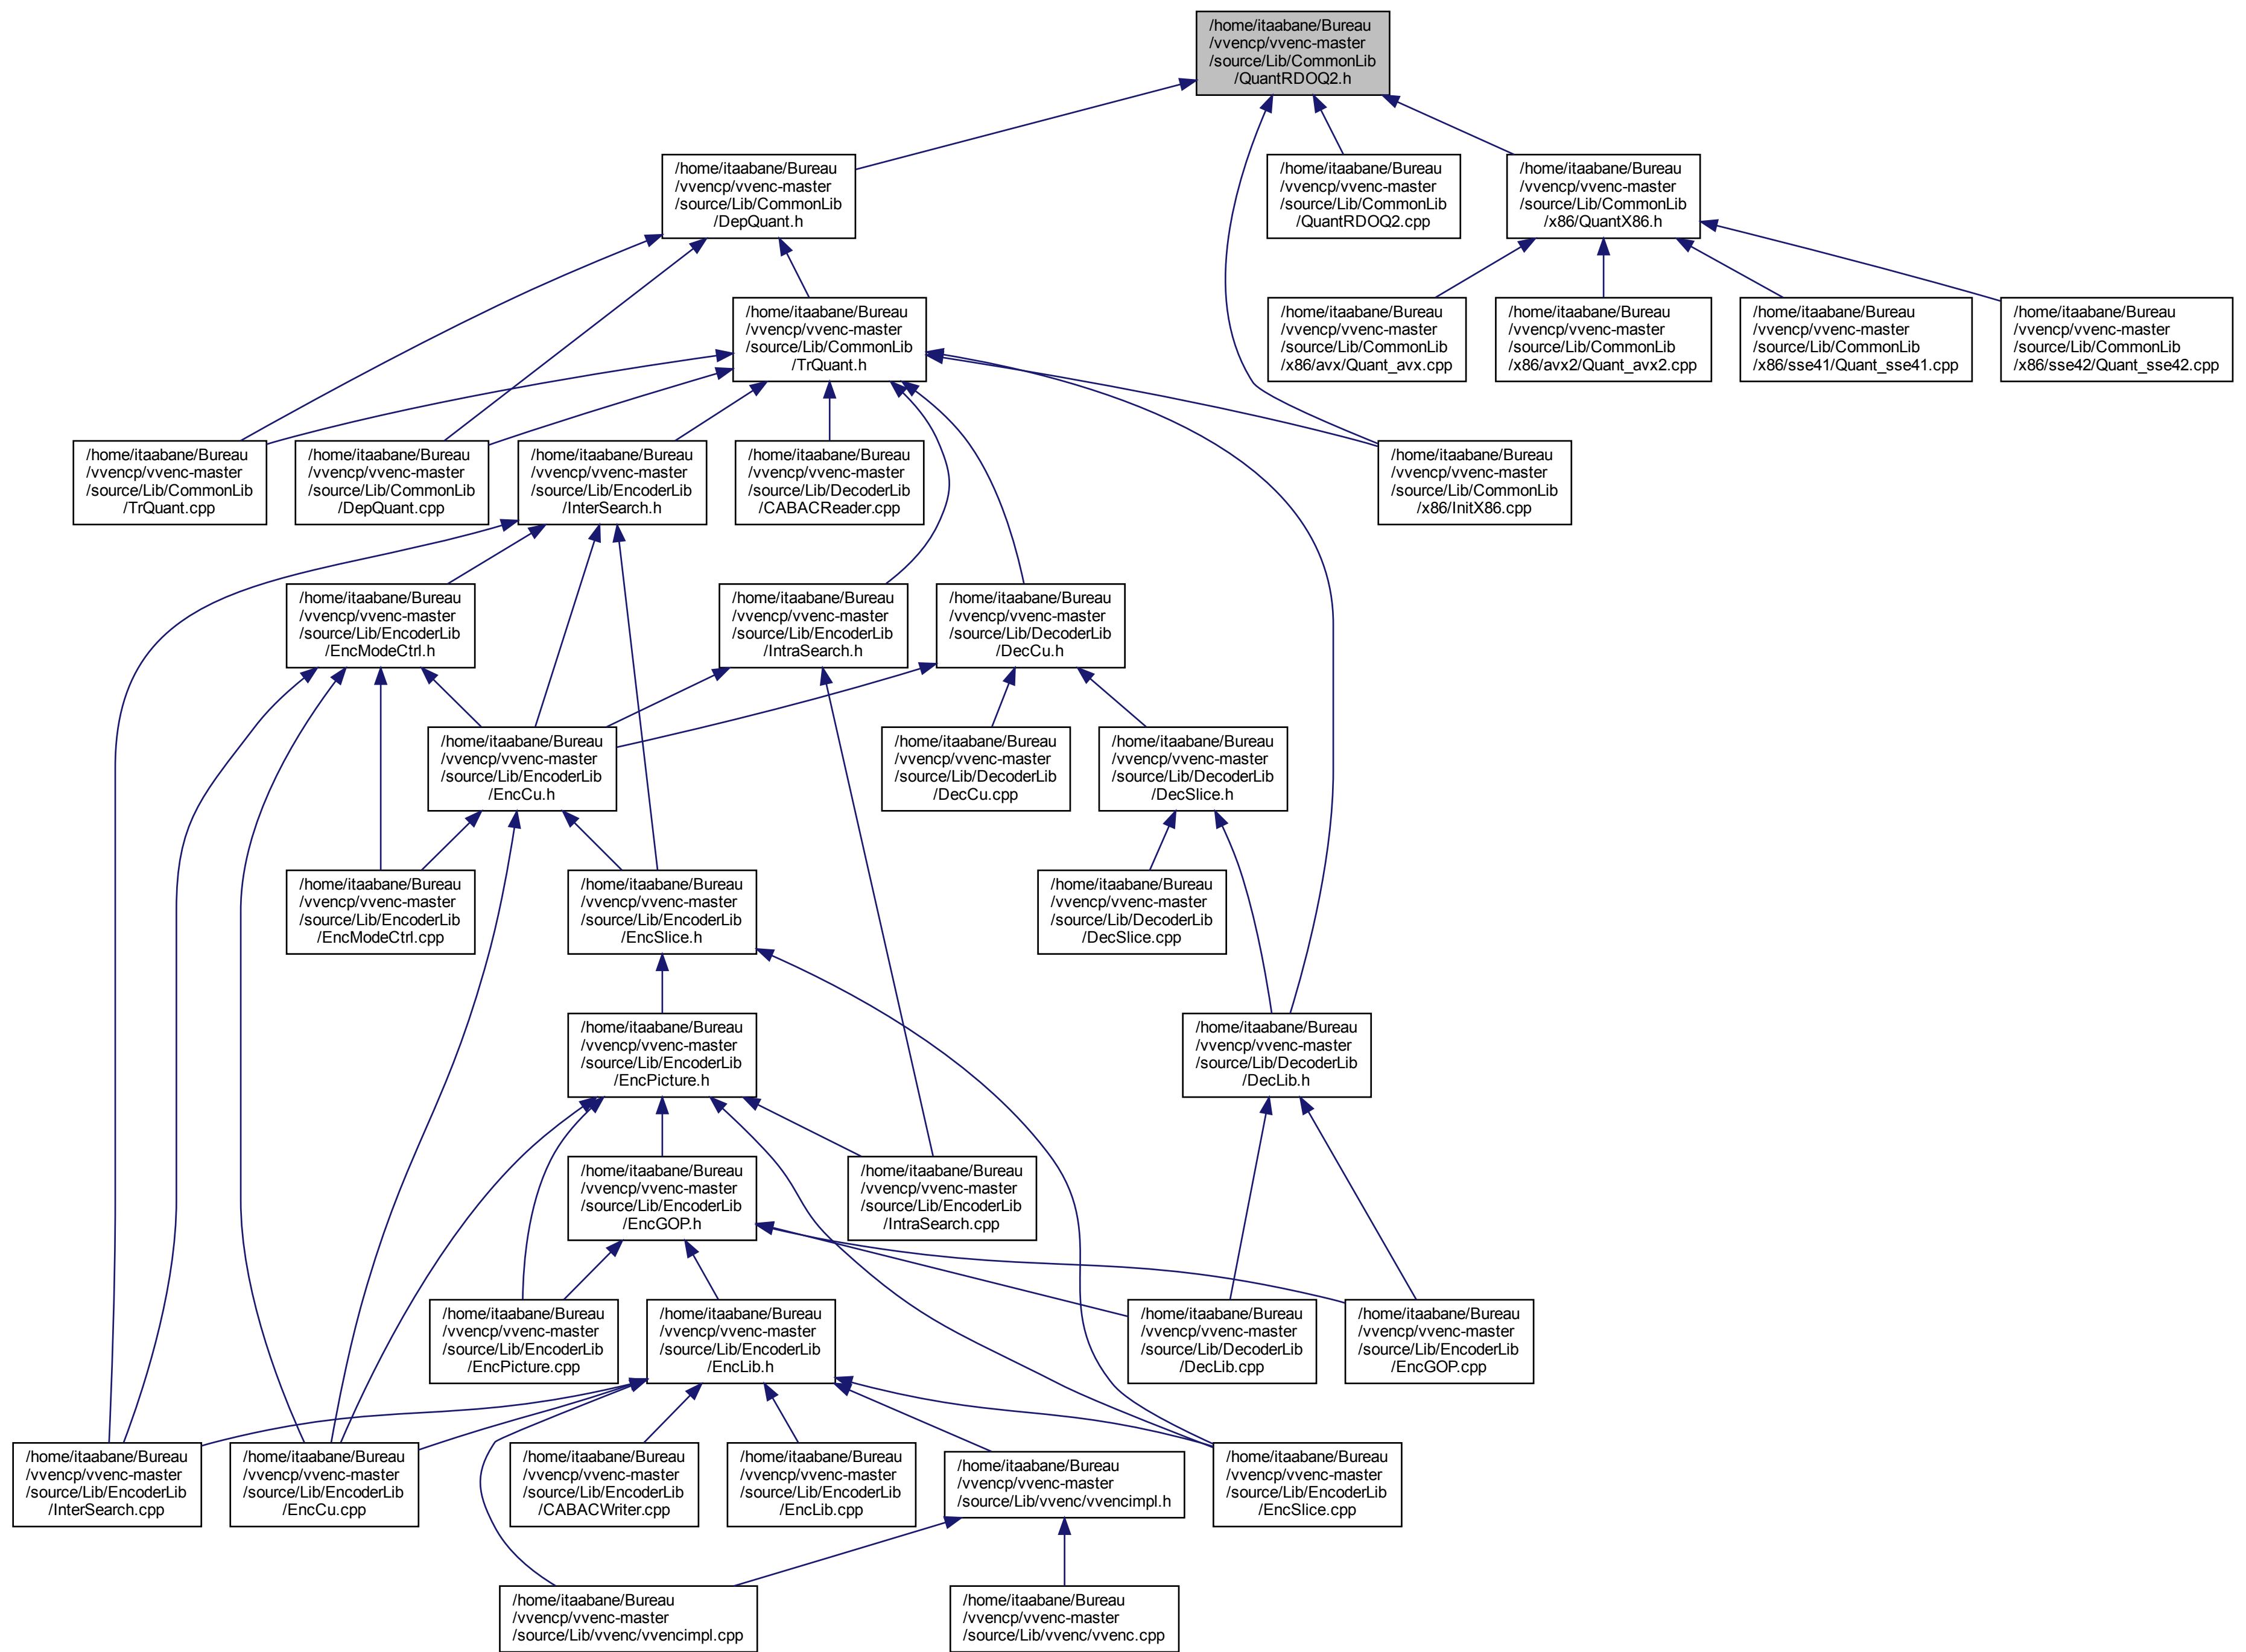 /home/itaabane/Bureau
/vvencp/vvenc-master
/source/Lib/CommonLib
/QuantRDOQ2.h
/home/itaabane/Bureau
/vvencp/vvenc-master
/source/Lib/CommonLib
/DepQuant.h
/home/itaabane/Bureau
/vvencp/vvenc-master
/source/Lib/CommonLib
/QuantRDOQ2.cpp
/home/itaabane/Bureau
/vvencp/vvenc-master
/source/Lib/CommonLib
/x86/QuantX86.h
/home/itaabane/Bureau
/vvencp/vvenc-master
/source/Lib/CommonLib
/TrQuant.h
/home/itaabane/Bureau
/vvencp/vvenc-master
/source/Lib/CommonLib
/x86/avx/Quant_avx.cpp
/home/itaabane/Bureau
/vvencp/vvenc-master
/source/Lib/CommonLib
/x86/avx2/Quant_avx2.cpp
/home/itaabane/Bureau
/vvencp/vvenc-master
/source/Lib/CommonLib
/x86/sse41/Quant_sse41.cpp
/home/itaabane/Bureau
/vvencp/vvenc-master
/source/Lib/CommonLib
/x86/sse42/Quant_sse42.cpp
/home/itaabane/Bureau
/vvencp/vvenc-master
/source/Lib/CommonLib
/TrQuant.cpp
/home/itaabane/Bureau
/vvencp/vvenc-master
/source/Lib/CommonLib
/DepQuant.cpp
/home/itaabane/Bureau
/vvencp/vvenc-master
/source/Lib/EncoderLib
/InterSearch.h
/home/itaabane/Bureau
/vvencp/vvenc-master
/source/Lib/DecoderLib
/CABACReader.cpp
/home/itaabane/Bureau
/vvencp/vvenc-master
/source/Lib/CommonLib
/x86/InitX86.cpp
/home/itaabane/Bureau
/vvencp/vvenc-master
/source/Lib/EncoderLib
/EncModeCtrl.h
/home/itaabane/Bureau
/vvencp/vvenc-master
/source/Lib/EncoderLib
/IntraSearch.h
/home/itaabane/Bureau
/vvencp/vvenc-master
/source/Lib/DecoderLib
/DecCu.h
/home/itaabane/Bureau
/vvencp/vvenc-master
/source/Lib/EncoderLib
/EncCu.h
/home/itaabane/Bureau
/vvencp/vvenc-master
/source/Lib/DecoderLib
/DecCu.cpp
/home/itaabane/Bureau
/vvencp/vvenc-master
/source/Lib/DecoderLib
/DecSlice.h
/home/itaabane/Bureau
/vvencp/vvenc-master
/source/Lib/EncoderLib
/EncModeCtrl.cpp
/home/itaabane/Bureau
/vvencp/vvenc-master
/source/Lib/EncoderLib
/EncSlice.h
/home/itaabane/Bureau
/vvencp/vvenc-master
/source/Lib/DecoderLib
/DecSlice.cpp
/home/itaabane/Bureau
/vvencp/vvenc-master
/source/Lib/EncoderLib
/EncPicture.h
/home/itaabane/Bureau
/vvencp/vvenc-master
/source/Lib/DecoderLib
/DecLib.h
/home/itaabane/Bureau
/vvencp/vvenc-master
/source/Lib/EncoderLib
/EncGOP.h
/home/itaabane/Bureau
/vvencp/vvenc-master
/source/Lib/EncoderLib
/IntraSearch.cpp
/home/itaabane/Bureau
/vvencp/vvenc-master
/source/Lib/EncoderLib
/EncPicture.cpp
/home/itaabane/Bureau
/vvencp/vvenc-master
/source/Lib/EncoderLib
/EncLib.h
/home/itaabane/Bureau
/vvencp/vvenc-master
/source/Lib/DecoderLib
/DecLib.cpp
/home/itaabane/Bureau
/vvencp/vvenc-master
/source/Lib/EncoderLib
/EncGOP.cpp
/home/itaabane/Bureau
/vvencp/vvenc-master
/source/Lib/EncoderLib
/InterSearch.cpp
/home/itaabane/Bureau
/vvencp/vvenc-master
/source/Lib/EncoderLib
/EncCu.cpp
/home/itaabane/Bureau
/vvencp/vvenc-master
/source/Lib/EncoderLib
/CABACWriter.cpp
/home/itaabane/Bureau
/vvencp/vvenc-master
/source/Lib/EncoderLib
/EncLib.cpp
/home/itaabane/Bureau
/vvencp/vvenc-master
/source/Lib/vvenc/vvencimpl.h
/home/itaabane/Bureau
/vvencp/vvenc-master
/source/Lib/EncoderLib
/EncSlice.cpp
/home/itaabane/Bureau
/vvencp/vvenc-master
/source/Lib/vvenc/vvencimpl.cpp
/home/itaabane/Bureau
/vvencp/vvenc-master
/source/Lib/vvenc/vvenc.cpp